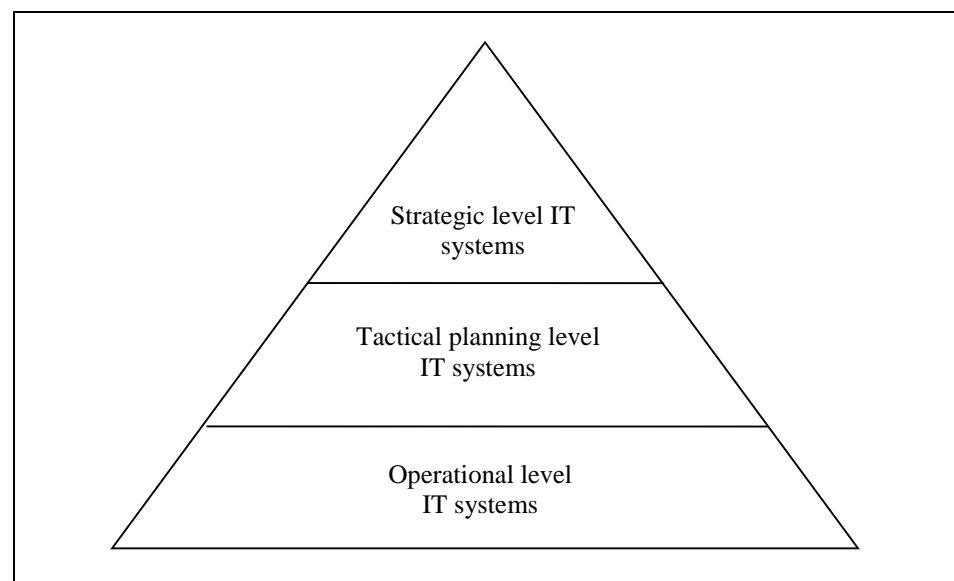 Strategic level IT
systems
Tactical planning level
IT systems
Operational level
IT systems